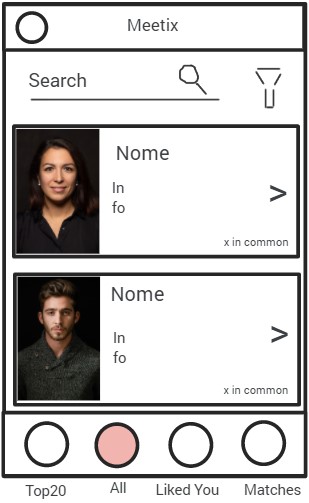 Meetix
Search
Nome
In
fo
>
x in common
Nome
In
fo
>
x in common
Top20
All
Liked You
Matches